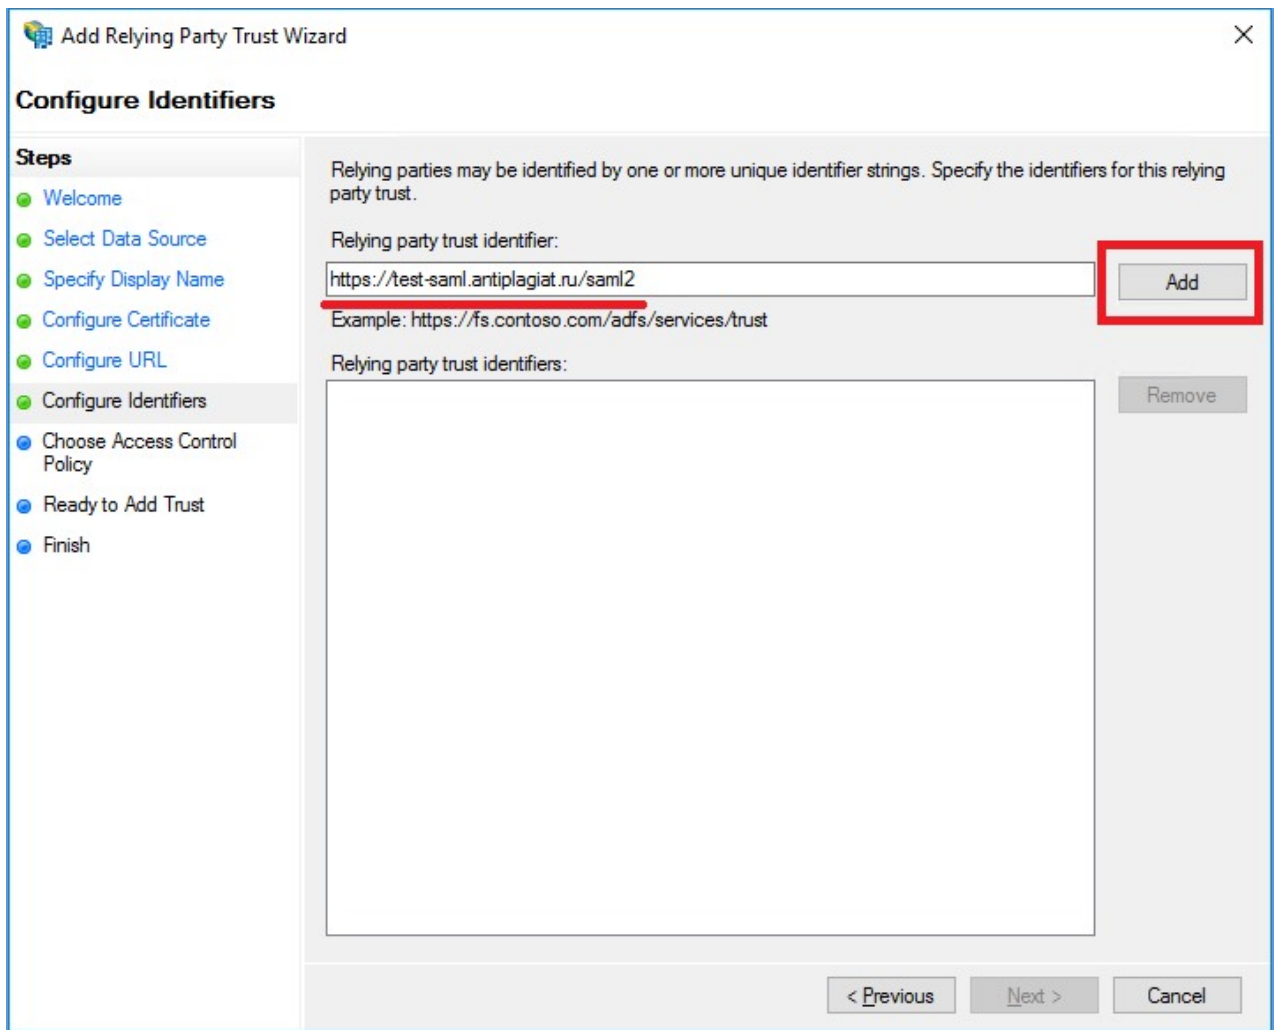 Add Relying Party Trust Wizard
Configure Identifiers
Steps
Welcome
Select Data Source
Specify Display Name
Configure Certificate
Configure URL
Configure Identifiers
Choose Access Control
Policy
Ready to Add Trust
Finish
Relying parties may be identified by one or more unique identifier strings. Specify the identifiers for this relying
party trust.
Relying party trust identifier:
https://test-saml.antiplagiat.ru/saml2
Add
Example: https://fs.contoso.com/adfs/services/trust
Relying party trust identifiers:
Remove
< Previous
Next >
Cancel